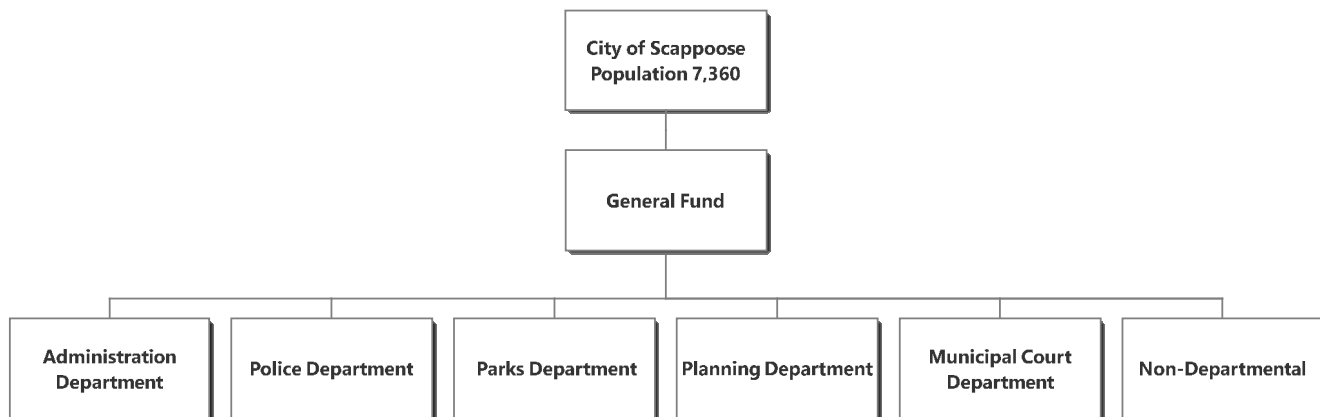 City of Scappoose
Population 7,360
General Fund
Administration
Department
Police Department
Parks Department
Planning Department
Municipal Court
Department
Non-Departmental